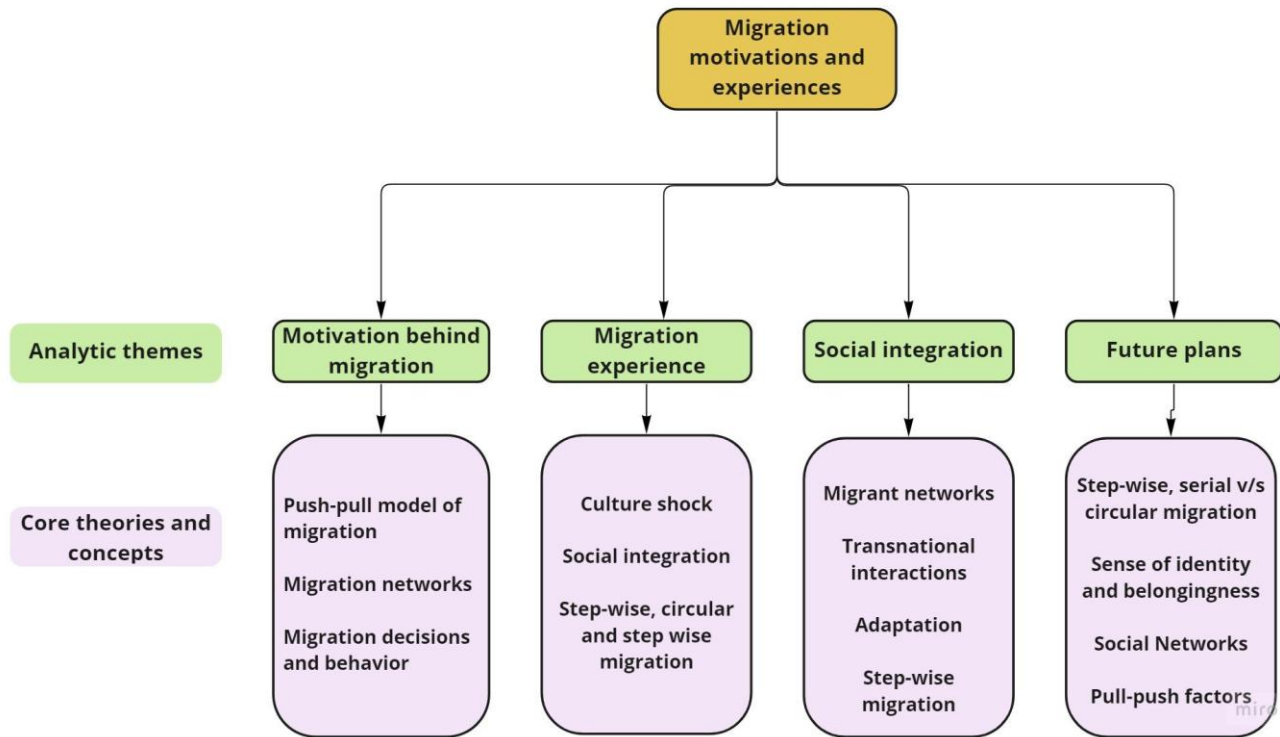 Migration
motivations and
experiences
Analytic themes
Motivation behind
migration
Migration
experience
Social integration
Future plans
Core theories and
concepts
Push-pull model of
migration
Migration networks
Migration decisions
and behavior
Culture shock
Social integration
Step-wise, circular
and step wise
migration
Migrant networks
Transnational
interactions
Adaptation
Step-wise
migration
Step-wise, serial v/s
circular migration
Sense of identity
and belongingness
Social Networks
Pull-push factors
miro